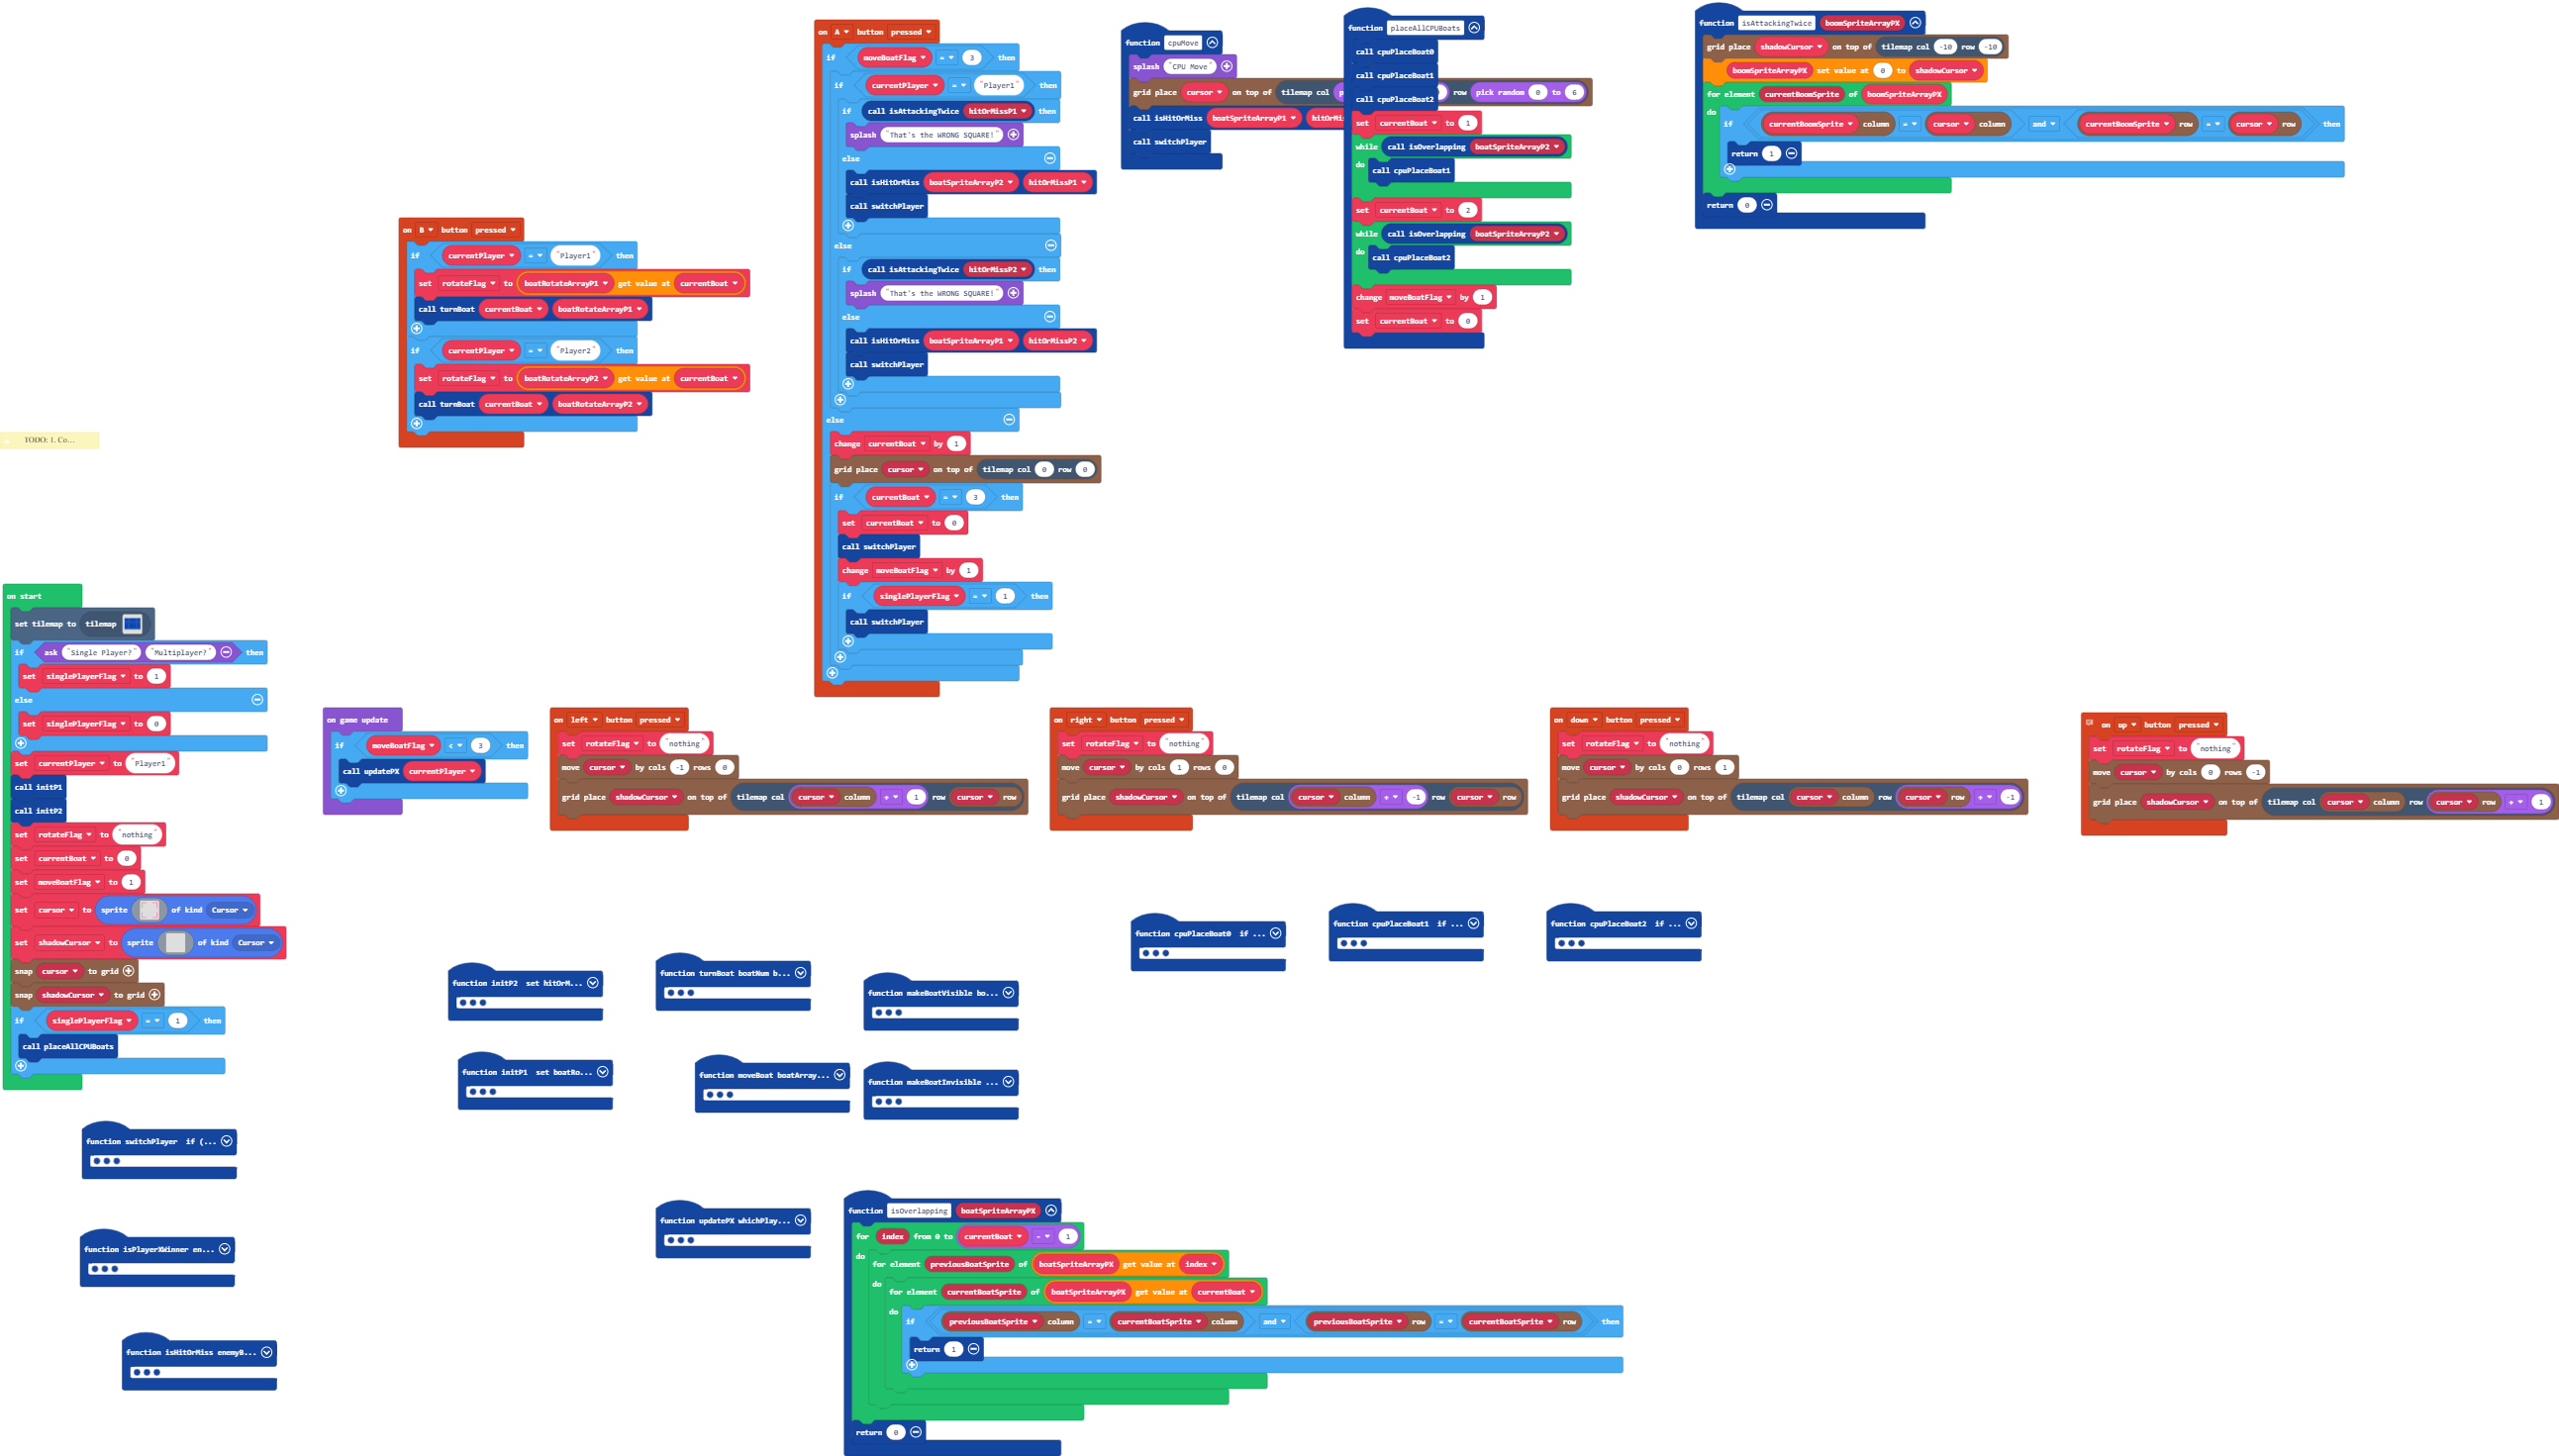 on A button pressed
if moveBoatFlag = 3 then
if currentPlayer = "Player1" then
if call isAttackingTwice hitOrMissP1 then
splash "That's the WRONG SQUARE!"
else
call isHitOrMiss boatSpriteArrayP2 hitOrMissP1
call switchPlayer
else
if call isAttackingTwice hitOrMissP2 then
splash "That's the WRONG SQUARE!"
else
call isHitOrMiss boatSpriteArrayP1 hitOrMissP2
call switchPlayer
else
change currentBoat by 1
grid place cursor on top of tilemap col 0 row 0
if currentBoat = 3 then
set currentBoat to 0
call switchPlayer
change moveBoatFlag by 1
if singlePlayerFlag = 1 then
call switchPlayer
function cpuMove
splash "CPU Move"
grid place cursor on top of tilemap col row pick random 0 to 6
call isHitOrMiss boatSpriteArrayP1
call switchPlayer
function placeAllCPUBoats
call cpuPlaceBoat0
call cpuPlaceBoat1
call cpuPlaceBoat2
set currentBoat to 1
while call isOverlapping boatSpriteArrayP2
do
call cpuPlaceBoat1
set currentBoat to 2
while call isOverlapping boatSpriteArrayP2
do
call cpuPlaceBoat2
change moveBoatFlag by 1
set currentBoat to 0
function isAttackingTwice boomSpriteArrayPX
grid place shadowCursor on top of tilemap col -10 row -10
boomSpriteArrayPX set value at 0 to shadowCursor
for element currentBoomSprite of boomSpriteArrayPX
do
if currentBoomSprite column = cursor column and currentBoomSprite row = cursor row then
return 1
return 0
on B button pressed
if currentPlayer = "Player1" then
set rotateFlag to boatRotateArrayP1 get value at currentBoat
call turnBoat currentBoat boatRotateArrayP1
if currentPlayer = "Player2" then
set rotateFlag to boatRotateArrayP2 get value at currentBoat
call turnBoat currentBoat boatRotateArrayP2
TODO: 1. Co...
on start
set tilemap to tilemap
if ask "Single Player?" "Multiplayer?" then
set singlePlayerFlag to 1
else
set singlePlayerFlag to 0
set currentPlayer to "Player1"
call initP1
call initP2
set rotateFlag to "nothing"
set currentBoat to 0
set moveBoatFlag to 1
set cursor to sprite of kind Cursor
set shadowCursor to sprite of kind Cursor
snap cursor to grid
snap shadowCursor to grid
if singlePlayerFlag = 1 then
call placeAllCPUBoats
on game update
if moveBoatFlag < 3 then
call updatePX currentPlayer
on left button pressed
set rotateFlag to "nothing"
move cursor by cols -1 rows 0
grid place shadowCursor on top of tilemap col cursor column + 1 row cursor row
on right button pressed
set rotateFlag to "nothing"
move cursor by cols 1 rows 0
grid place shadowCursor on top of tilemap col cursor column + -1 row cursor row
on down button pressed
set rotateFlag to "nothing"
move cursor by cols 0 rows 1
grid place shadowCursor on top of tilemap col cursor column row cursor row + -1
on up button pressed
set rotateFlag to "nothing"
move cursor by cols 0 rows -1
grid place shadowCursor on top of tilemap col cursor column row cursor row + 1
function cpuPlaceBoat0 if ...
function cpuPlaceBoat1 if ...
function cpuPlaceBoat2 if ...
function initP2 set hitOrM...
function turnBoat boatNum b...
function makeBoatVisible bo...
function initP1 set boatRo...
function moveBoat boatArray...
function makeBoatInvisible ...
function switchPlayer if (...
function isPlayerXWinner en...
function isHitOrMiss enemyB...
function updatePX whichPlay...
function isOverlapping boatSpriteArrayPX
for index from 0 to currentBoat - 1
do
for element previousBoatSprite of boatSpriteArrayPX get value at index
do
for element currentBoatSprite of boatSpriteArrayPX get value at currentBoat
do
if previousBoatSprite column = currentBoatSprite column and previousBoatSprite row = currentBoatSprite row then
return 1
return 0